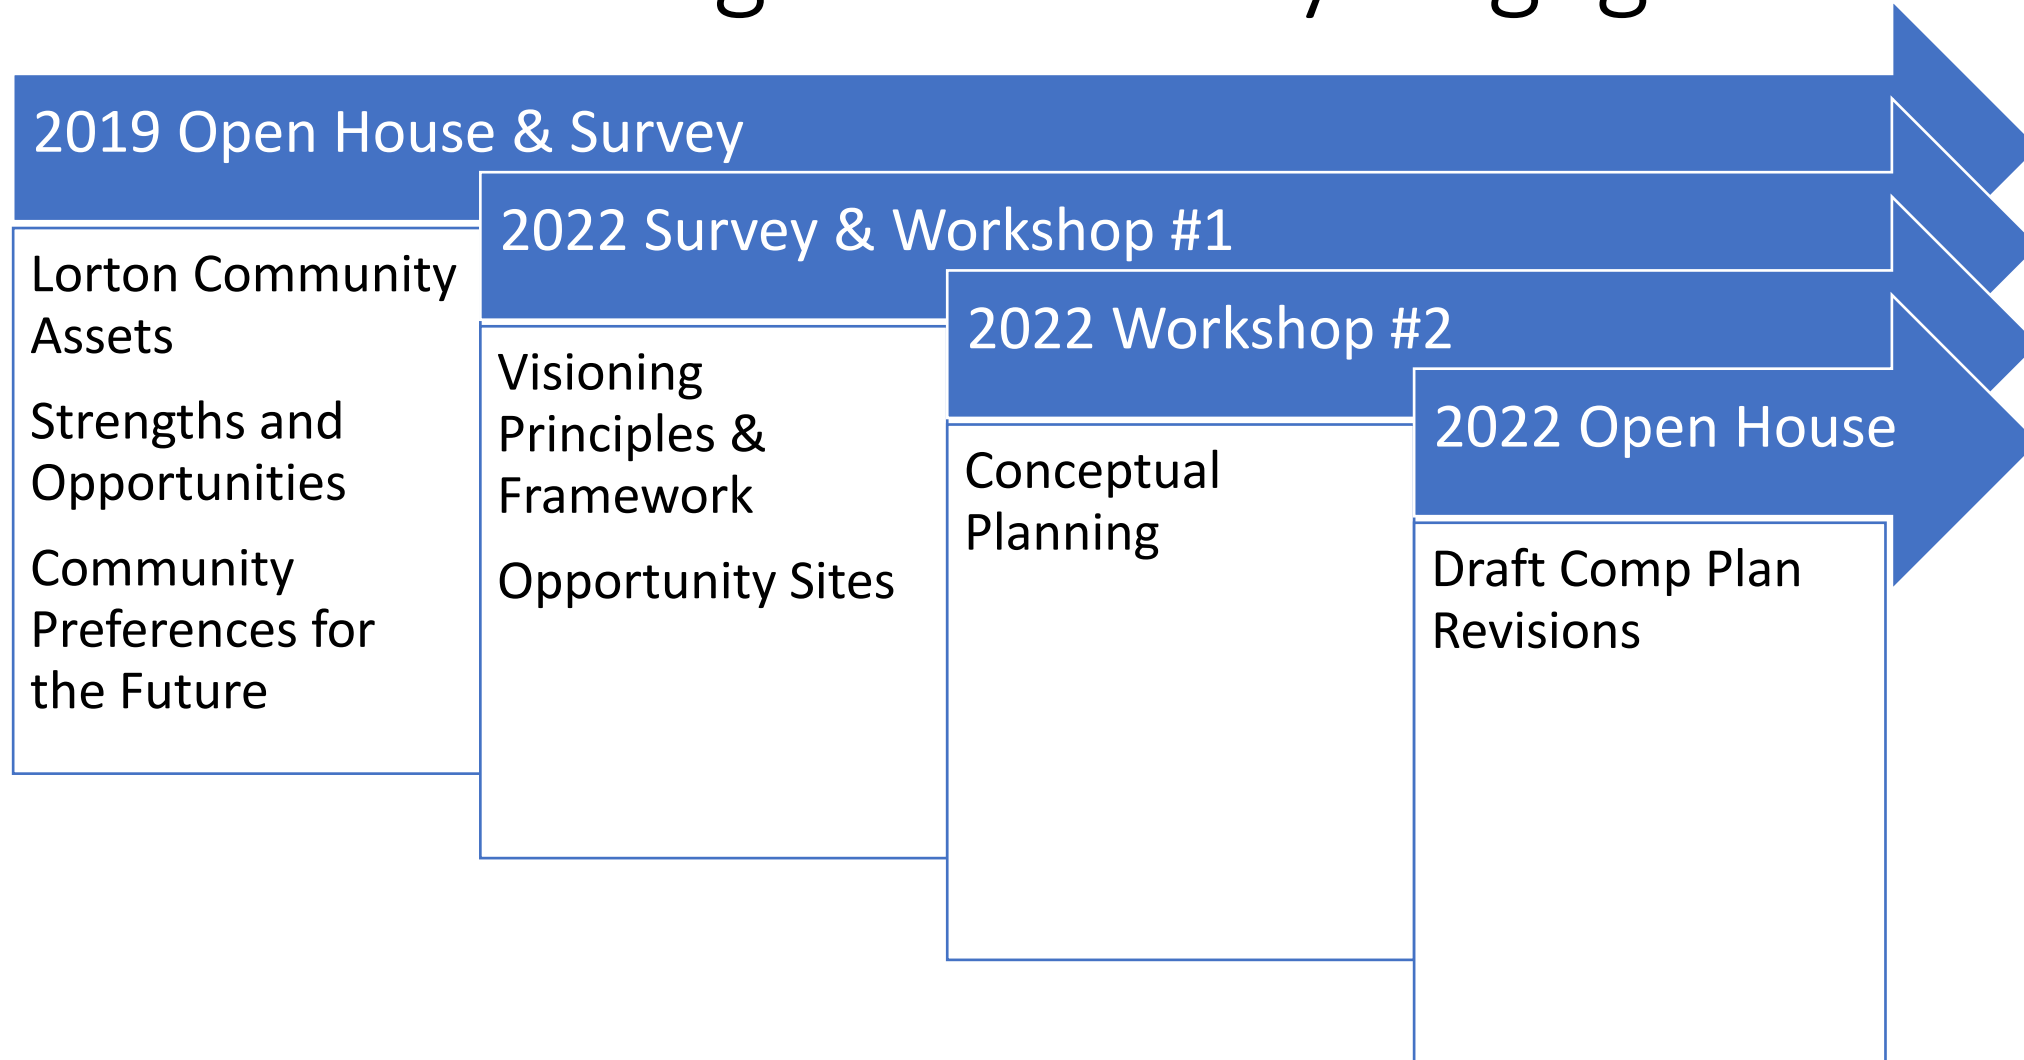 2019 Open House & Survey
Lorton Community
Assets
Strengths and
Opportunities
Community
Preferences for
the Future
2022 Survey & Workshop #1
Visioning
Principles &
Framework
Opportunity Sites
2022 Workshop #2
Conceptual
Planning
2022 Open House
Draft Comp Plan
Revisions